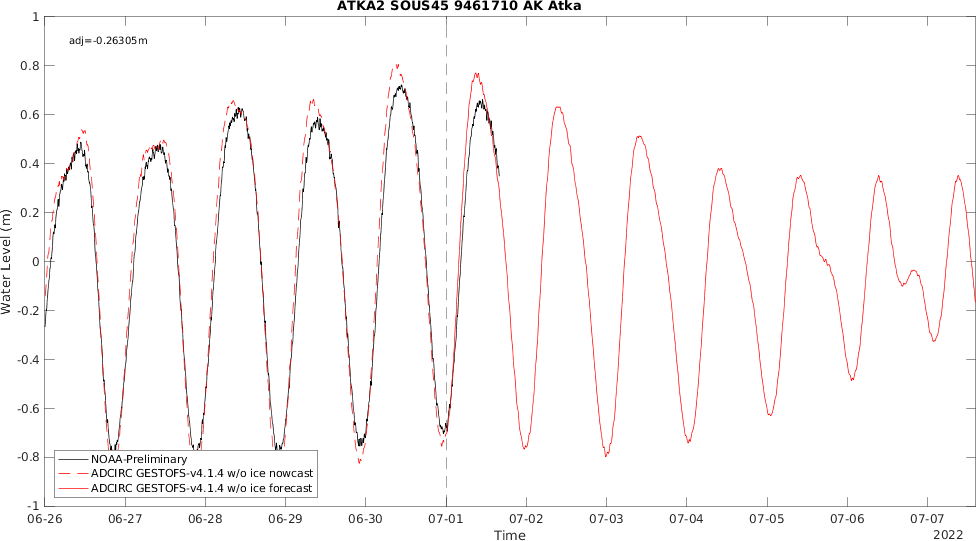 ATKA2 SOUS45 9461710 AK Atka
adj=-0.26305m
1
0.8
0.6
0.4
0.2
0
-0.2
-0.4
-0.6
-0.8
-1
Water Level (m)
NOAA-Preliminary
ADCIRC GESTOFS-v4.1.4 w/o ice nowcast
ADCIRC GESTOFS-v4.1.4 w/o ice forecast
06-26 06-27 06-28 06-29 06-30 07-01 07-02 07-03 07-04 07-05 07-06 07-07
Time
2022